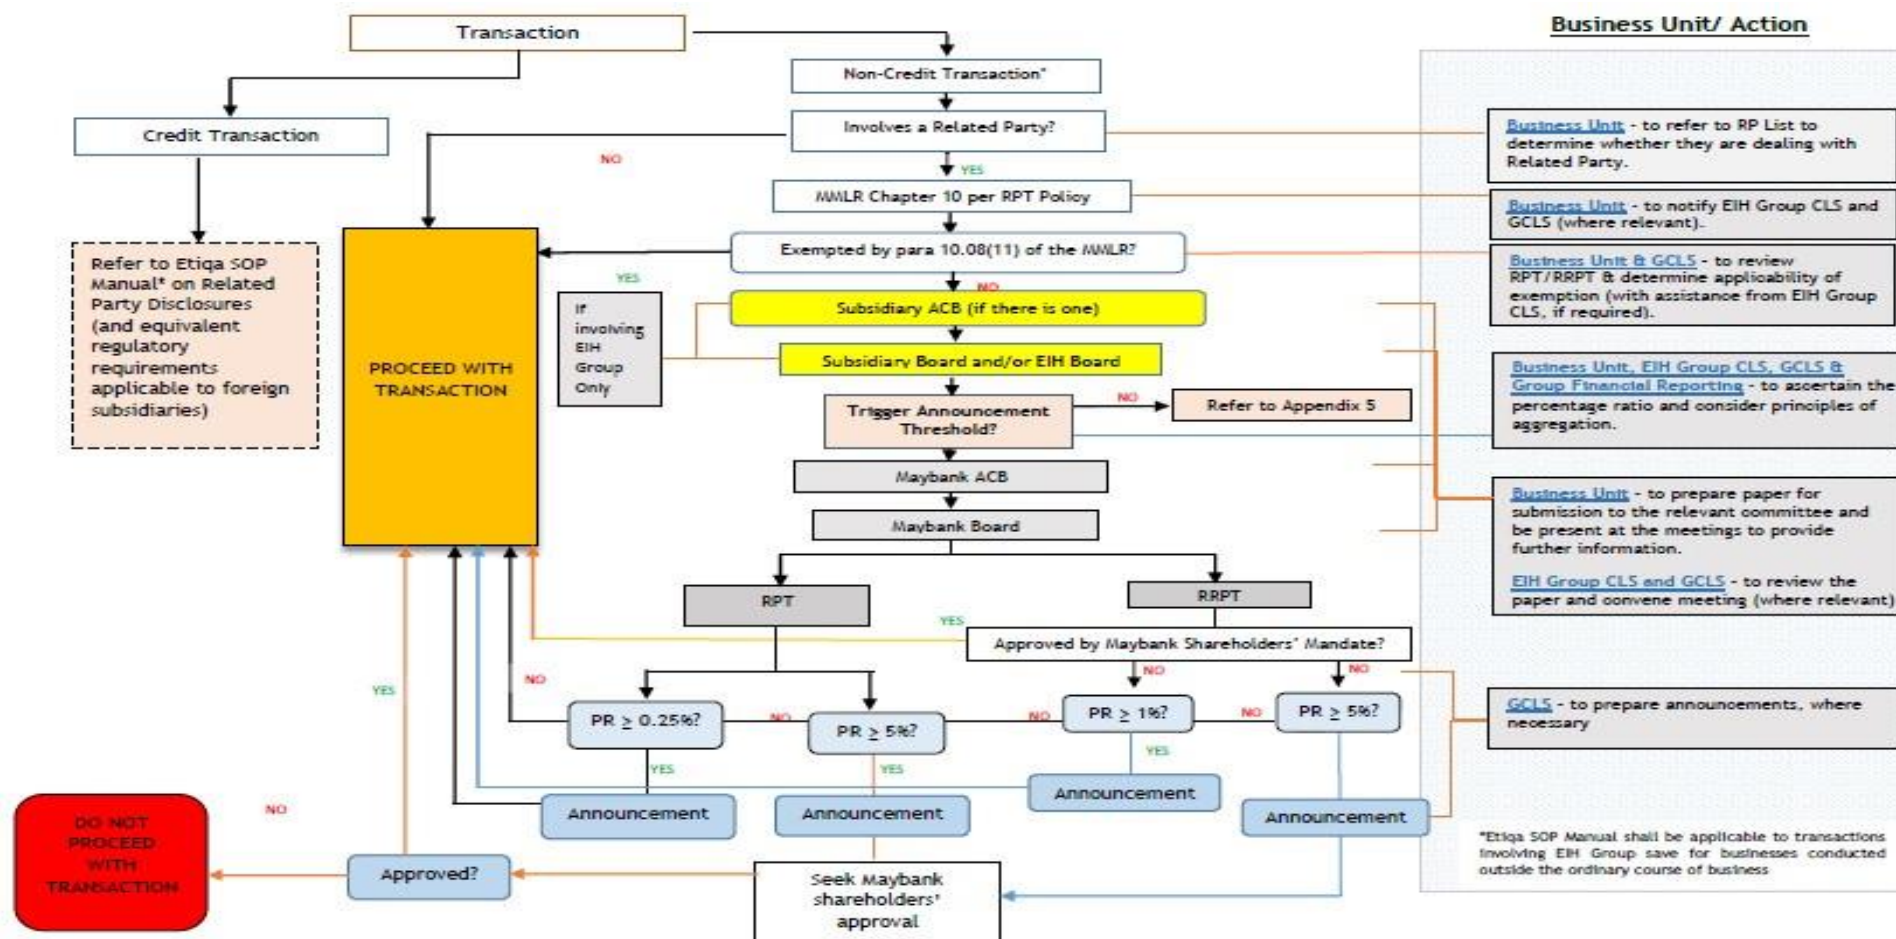 Business Unit/ Action
Transaction
Non-Credit Transaction*
Credit Transaction
Involves a Related Party?
NO
YES
MMLR Chapter 10 per RPT Policy
Exempted by para 10.08(11) of the MMLR?
YES
NO
Refer to Etiqa SOP
Manual* on Related
Party Disclosures
(and equivalent
regulatory
requirements
applicable to foreign
subsidiaries)
PROCEED WITH
TRANSACTION
If
involving
EIH
Group
Only
Subsidiary ACB (if there is one)
Subsidiary Board and/or EIH Board
Trigger Announcement
Threshold?
NO
Refer to Appendix 5
Maybank ACB
Maybank Board
RPT
RRPT
YES
Approved by Maybank Shareholders' Mandate?
NO
NO
YES
NO
PR ≥ 0.25%?
NO
PR ≥ 5%?
NO
PR ≥ 1%?
NO
PR ≥ 5%?
YES
YES
YES
Announcement
Announcement
Announcement
Announcement
NO
DO NOT
PROCEED
WITH
TRANSACTION
Approved?
Seek Maybank
shareholders'
approval
Business Unit - to refer to RP List to
determine whether they are dealing with
Related Party.
Business Unit - to notify EIH Group CLS and
GCLS (where relevant).
Business Unit & GCLS - to review
RPT/RRPT & determine applicability of
exemption (with assistance from EIH Group
CLS, if required).
Business Unit, EIH Group CLS, GCLS &
Group Financial Reporting - to ascertain the
percentage ratio and consider principles of
aggregation.
Business Unit - to prepare paper for
submission to the relevant committee and
be present at the meetings to provide
further information.
EIH Group CLS and GCLS - to review the
paper and convene meeting (where relevant)
GCLS - to prepare announcements, where
necessary
*Etiqa SOP Manual shall be applicable to transactions
involving EIH Group save for businesses conducted
outside the ordinary course of business